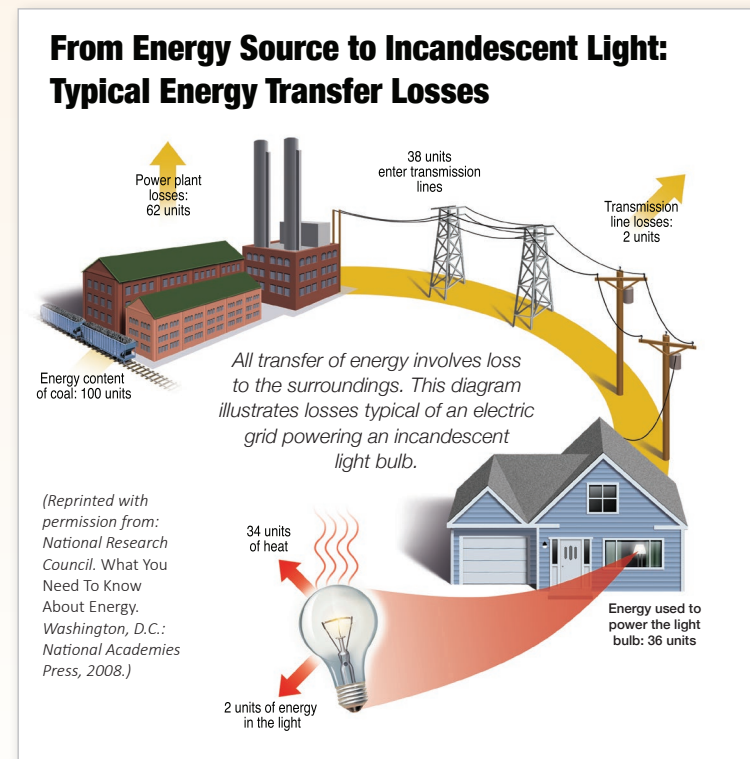 From Energy Source to Incandescent Light:
Typical Energy Transfer Losses
Power plant
losses:
62 units
38 units
enter transmission
lines
Transmission
line losses:
2 units
Energy content
of coal: 100 units
All transfer of energy involves loss
to the surroundings. This diagram
illustrates losses typical of an electric
grid powering an incandescent
light bulb.
(Reprinted with
permission from:
National Research
Council. What You
Need To Know
About Energy.
Washington, D.C.:
National Academies
Press, 2008.)
34 units
of heat
Energy used to
power the light
bulb: 36 units
2 units of energy
in the light